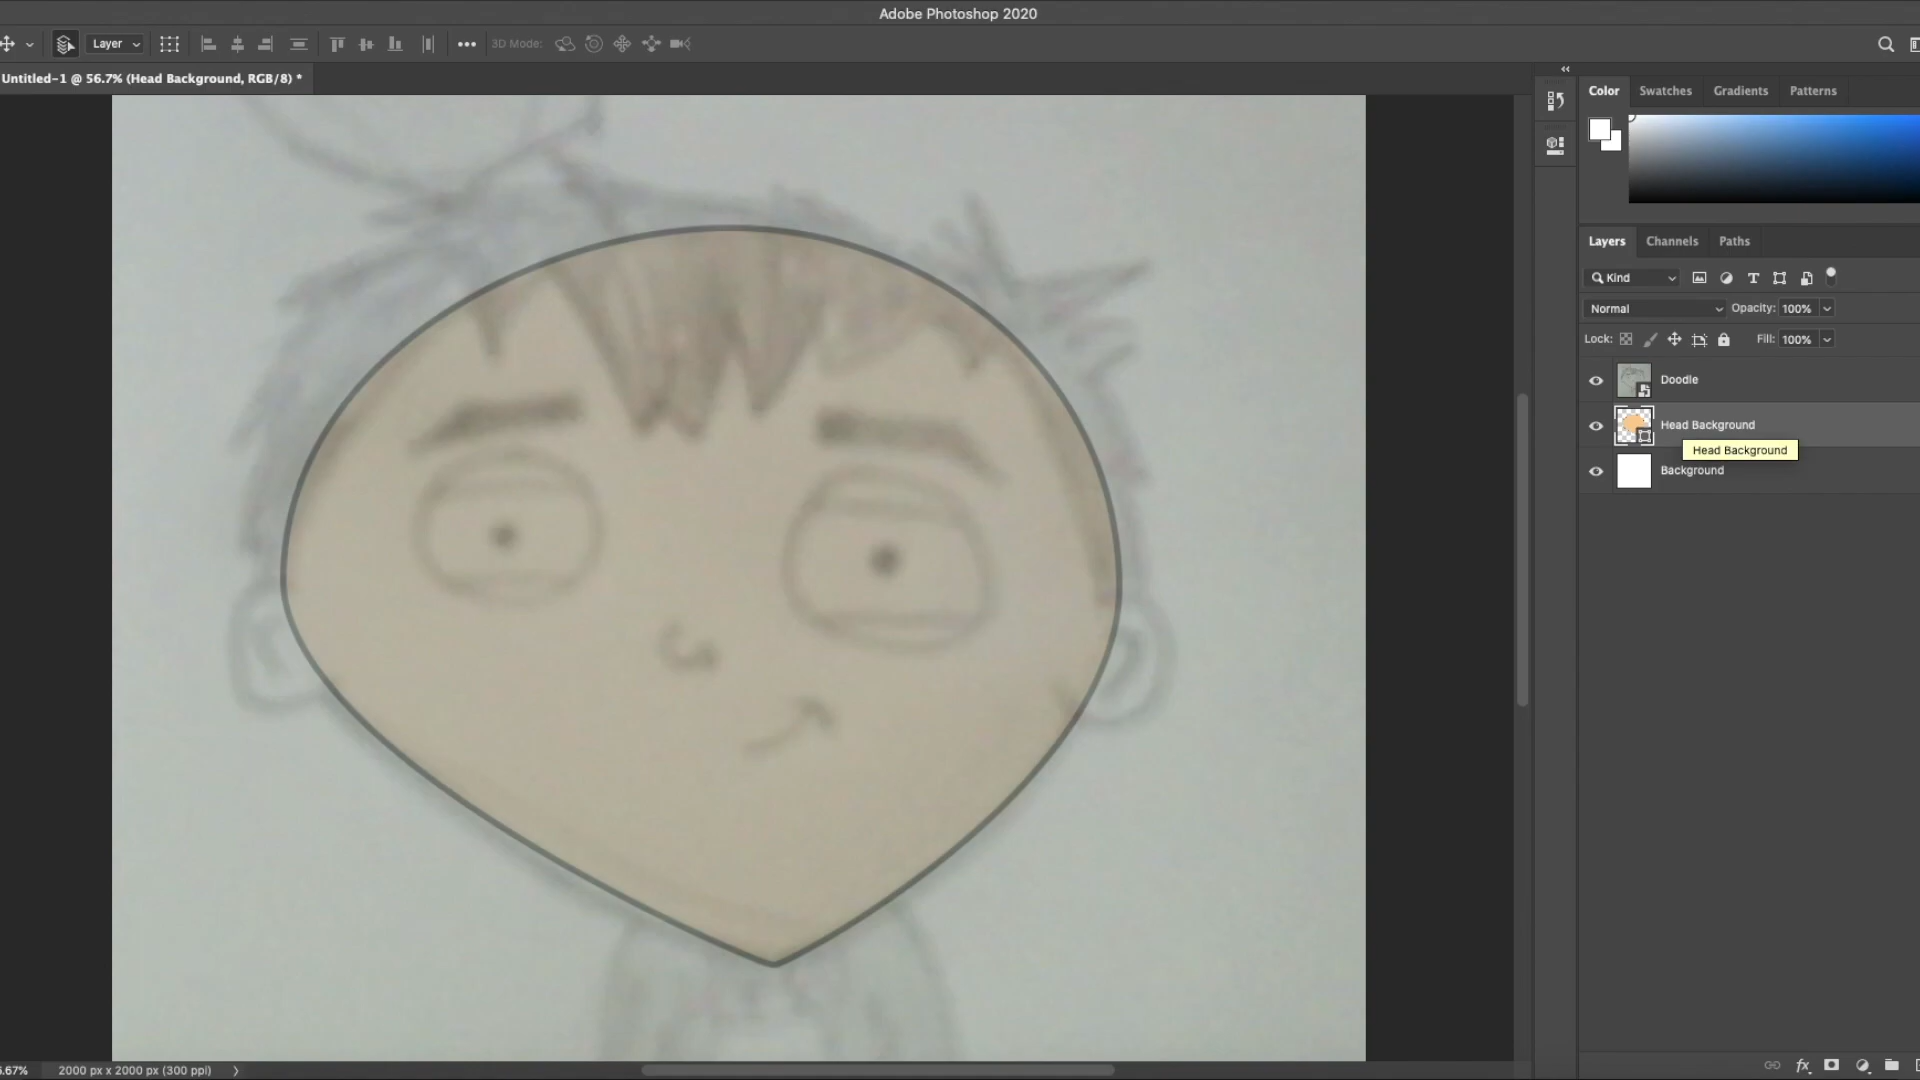 Adobe Photoshop 2020
Layer
3D Mode:
Untitled-1 @ 56.7% (Head Background, RGB/8) *
Color Swatches Gradients Patterns
Layers Channels Paths
Kind
T
Normal Opacity: 100%
Lock: Fill: 100%
Doodle
Head Background
Head Background
Background
fx
2000 px x 2000 px (300 ppi)